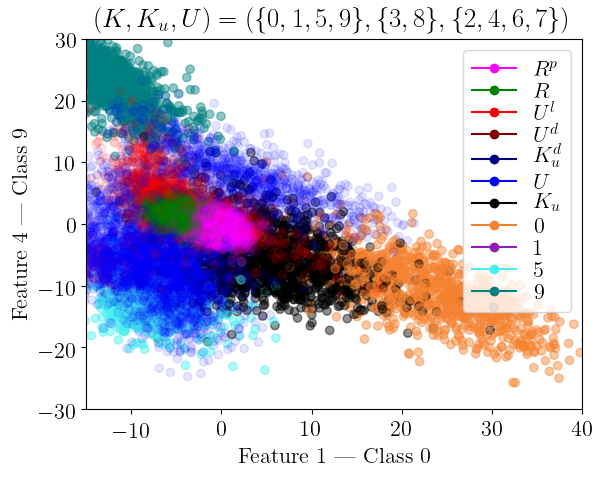 (K, K_u, U) = ({0, 1, 5, 9}, {3, 8}, {2, 4, 6, 7})
30
20
10
0
−10
−20
−30
Feature 4 — Class 9
R^p
R
U^l
U^d
K_u^d
U
K_u
0
1
5
9
−10
0
10
20
30
40
Feature 1 — Class 0